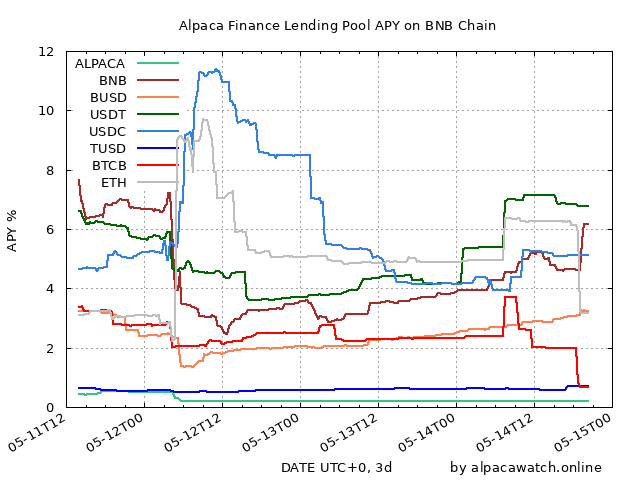 Alpaca Finance Lending Pool APY on BNB Chain
12
10
8
6
4
2
0
APY %
ALPACA
BNB
BUSD
USDT
USDC
TUSD
BTCB
ETH
05-11T12
05-12T00
05-12T12
05-13T00
05-13T12
05-14T00
05-14T12
05-15T00
DATE UTC+0, 3d
by alpacawatch.online